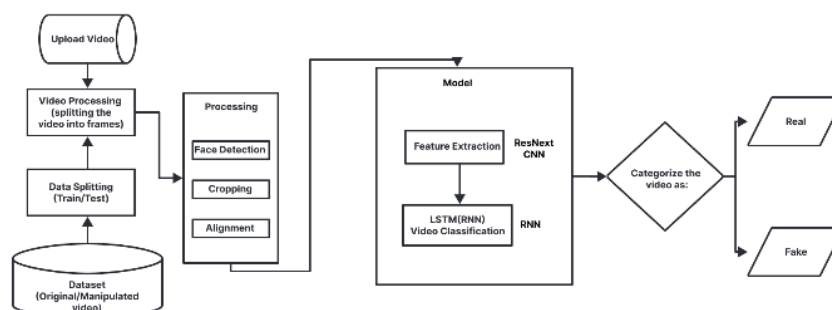 Upload Video
Video Processing
(splitting the
video into frames)
Data Splitting
(Train/Test)
Dataset
(Original/Manipulated
video)
Processing
Face Detection
Cropping
Alignment
Model
Feature Extraction
ResNext
CNN
LSTM(RNN)
Video Classification
RNN
Categorize the
video as:
Real
Fake